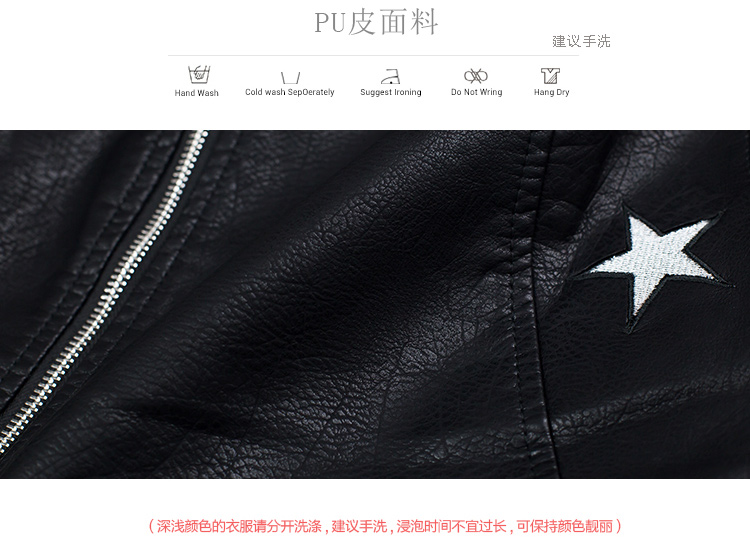 PU皮面料
建议手洗
Hand Wash
Cold wash SepOerately
Suggest Ironing
Do Not Wring
Hang Dry
(深浅颜色的衣服请分开洗涤,建议手洗,浸泡时间不宜过长,可保持颜色靓丽)